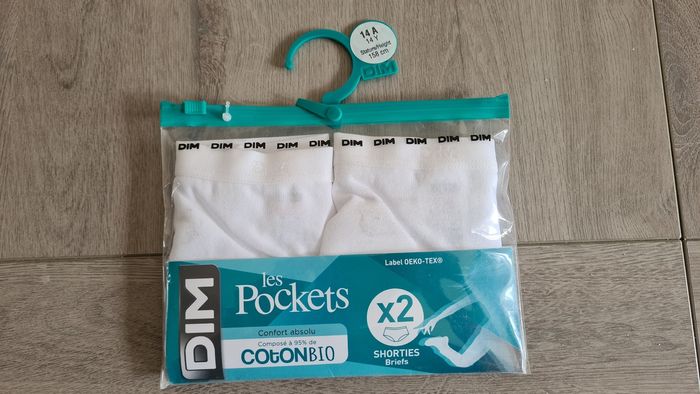 14 A
14 Y
Stature/Height
158 cm
DIM
DIM DIM DIM DIM DIM DIM DIM DIM DIM DIM
Label OEKO-TEX®
DIM
les
Pockets
Confort absolu
Composé à 95% de
COTONBIO
x2
SHORTIES
Briefs